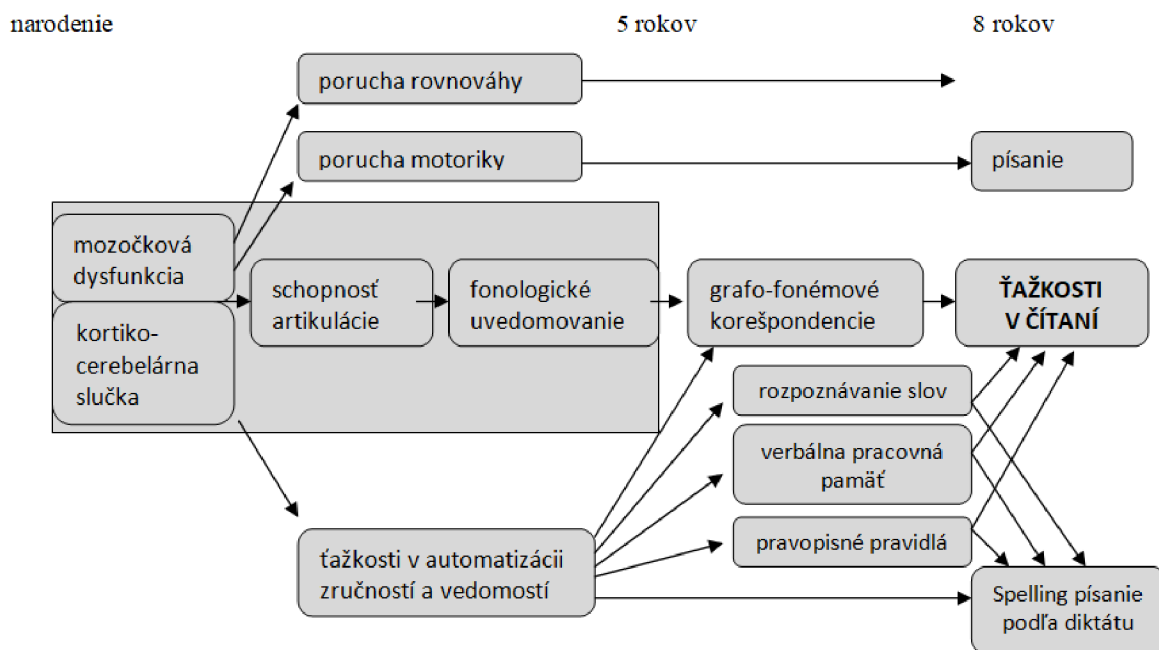 narodenie
5 rokov
8 rokov
porucha rovnováhy
porucha motoriky
písanie
mozočková
dysfunkcia
kortiko-
cerebelárna
slučka
schopnosť
artikulácie
fonologické
uvedomovanie
grafo-fonémové
korešpondencie
ŤAŽKOSTI
V ČÍTANÍ
rozpoznávanie slov
verbálna pracovná
pamäť
pravopisné pravidlá
ťažkosti v automatizácii
zručností a vedomostí
Spelling písanie
podľa diktátu